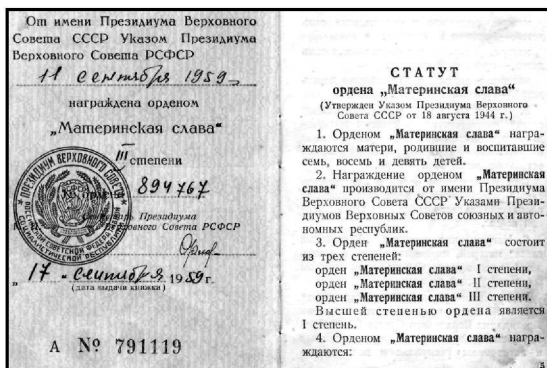 От имени Президиума Верховного
Совета СССР Указом Президиума
Верховного Совета РСФСР
11 сентября 1959
награждена орденом
„Материнская слава“
III степени
894767
Президиума
Верховного Совета РСФСР
„17 “ сентября 1959 г.
(дата выдачи книжки)
А № 791119
СТАТУТ
ордена „Материнская слава“
(Утвержден Указом Президиума Верховного
Совета СССР от 18 августа 1944 г.)
1. Орденом „Материнская слава“ награ-
ждаются матери, родившие и воспитавшие
семь, восемь и девять детей.
2. Награждение орденом „Материнская
слава“ производится от имени Президиума
Верховного Совета СССР Указами Прези-
диумов Верховных Советов союзных и авто-
номных республик.
3. Орден „Материнская слава“ состоит
из трех степеней:
орден „Материнская слава“ I степени,
орден „Материнская слава“ II степени,
орден „Материнская слава“ III степени.
Высшей степенью ордена является
I степень.
4. Орденом „Материнская слава“ награ-
ждаются:
5